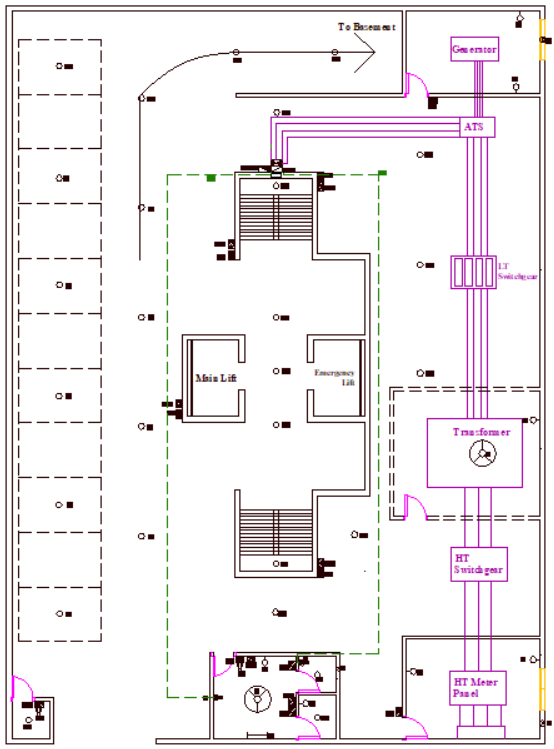 To Basement
Generator
ATS
LT
Switchgear
Main Lift
Emergency
Lift
Transformer
HT
Switchgear
HT Meter
Panel